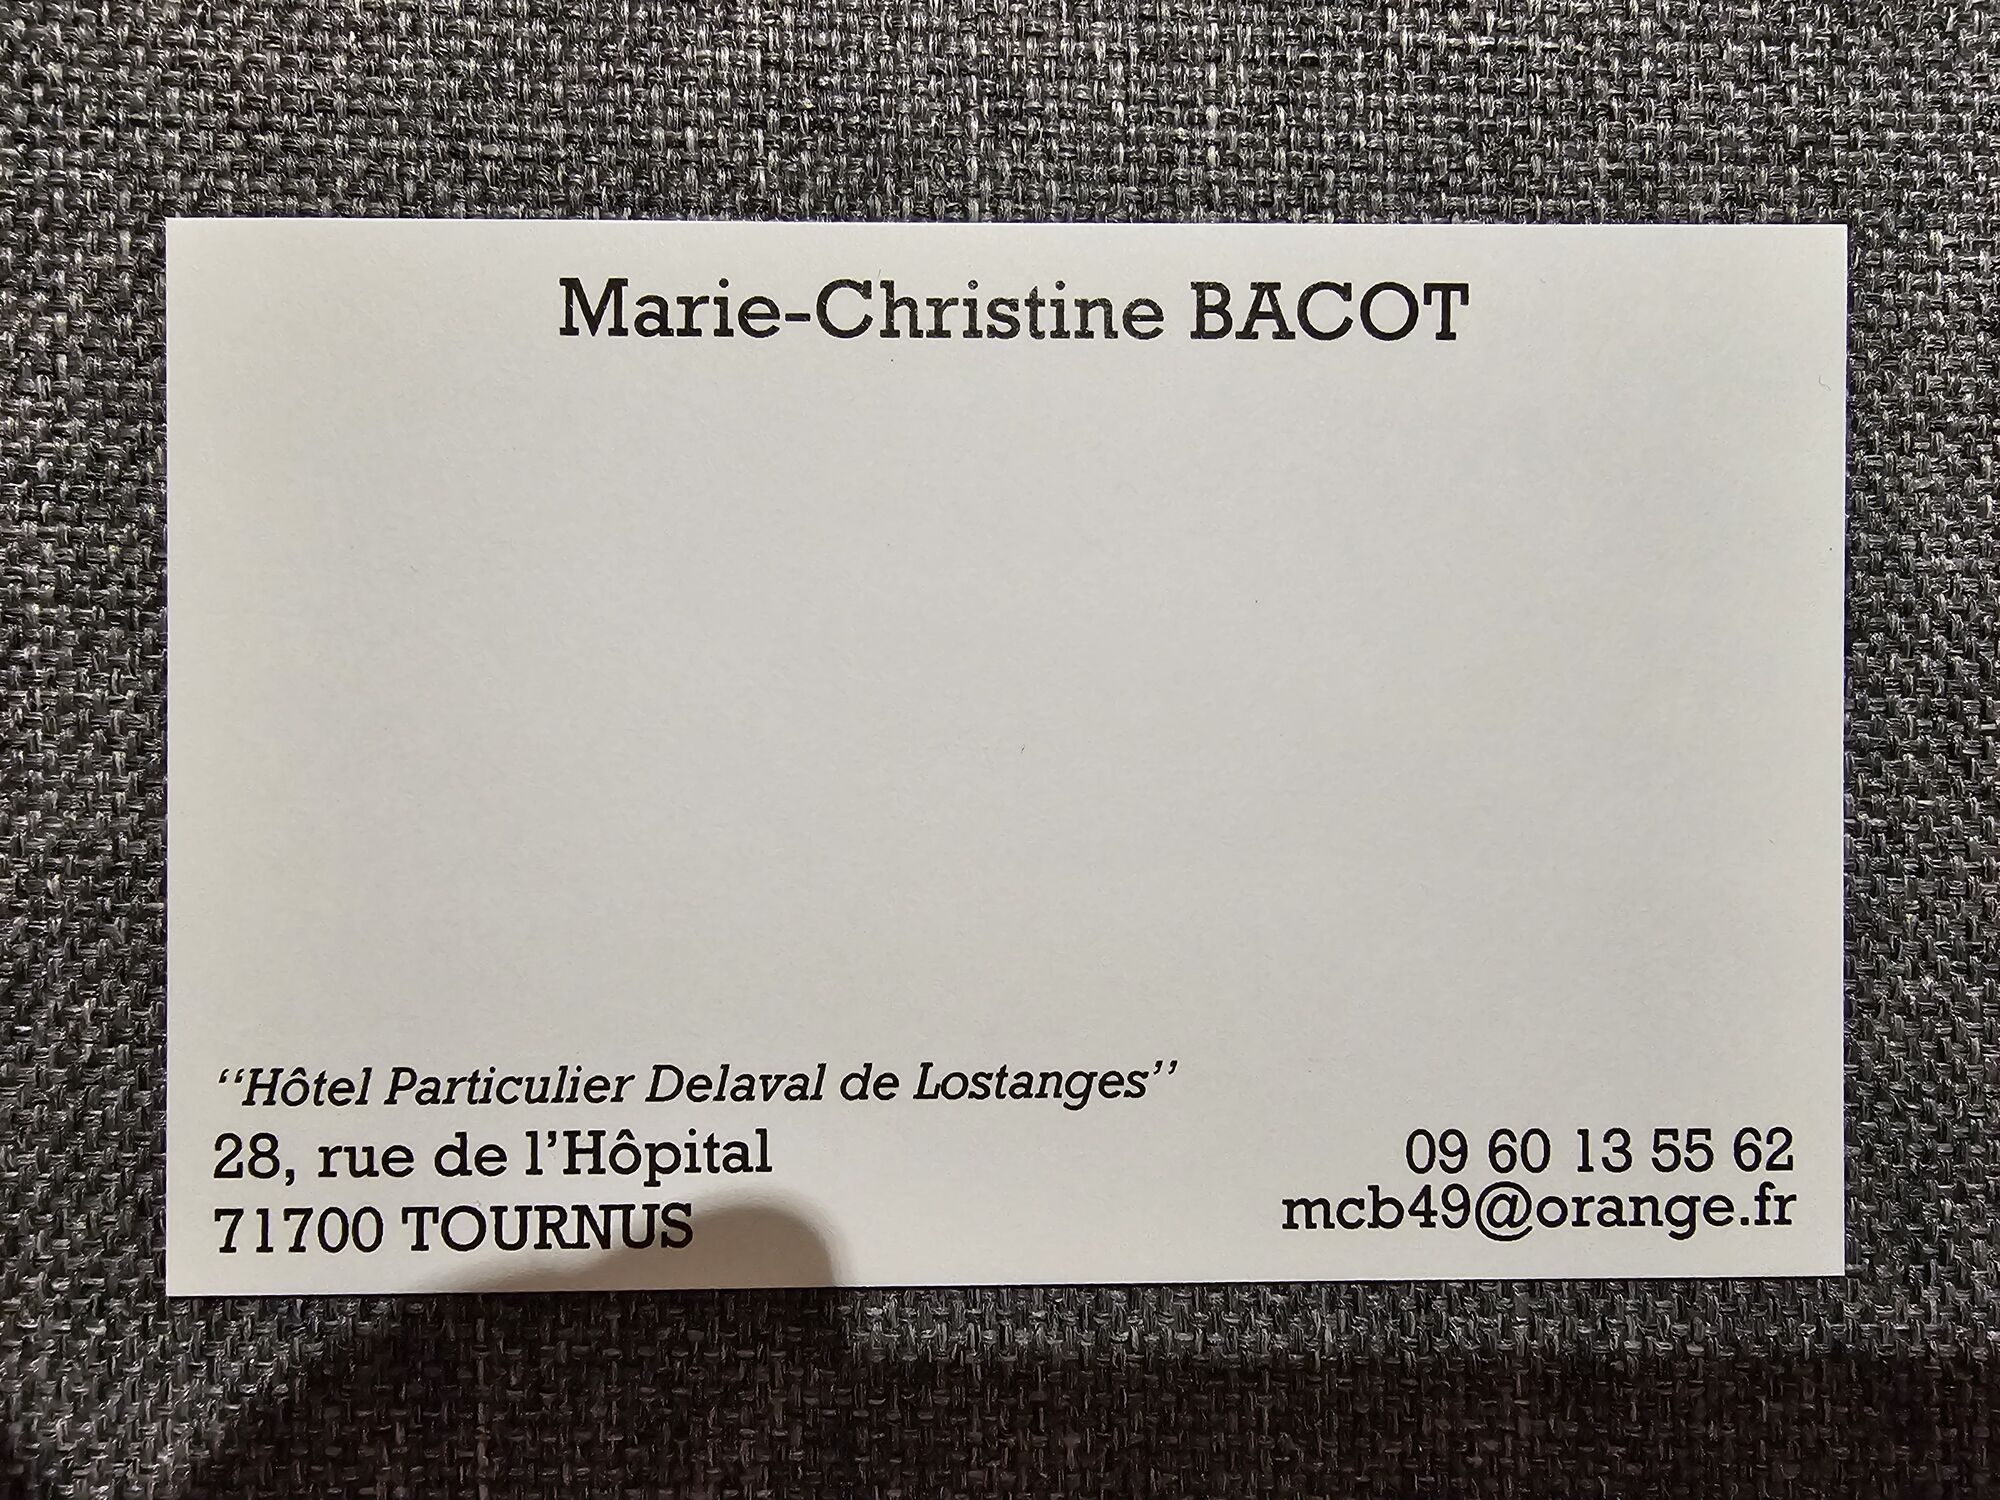 Marie-Christine BACOT
‘‘Hôtel Particulier Delaval de Lostanges’’
28, rue de l’Hôpital
71700 TOURNUS
09 60 13 55 62
mcb49@orange.fr